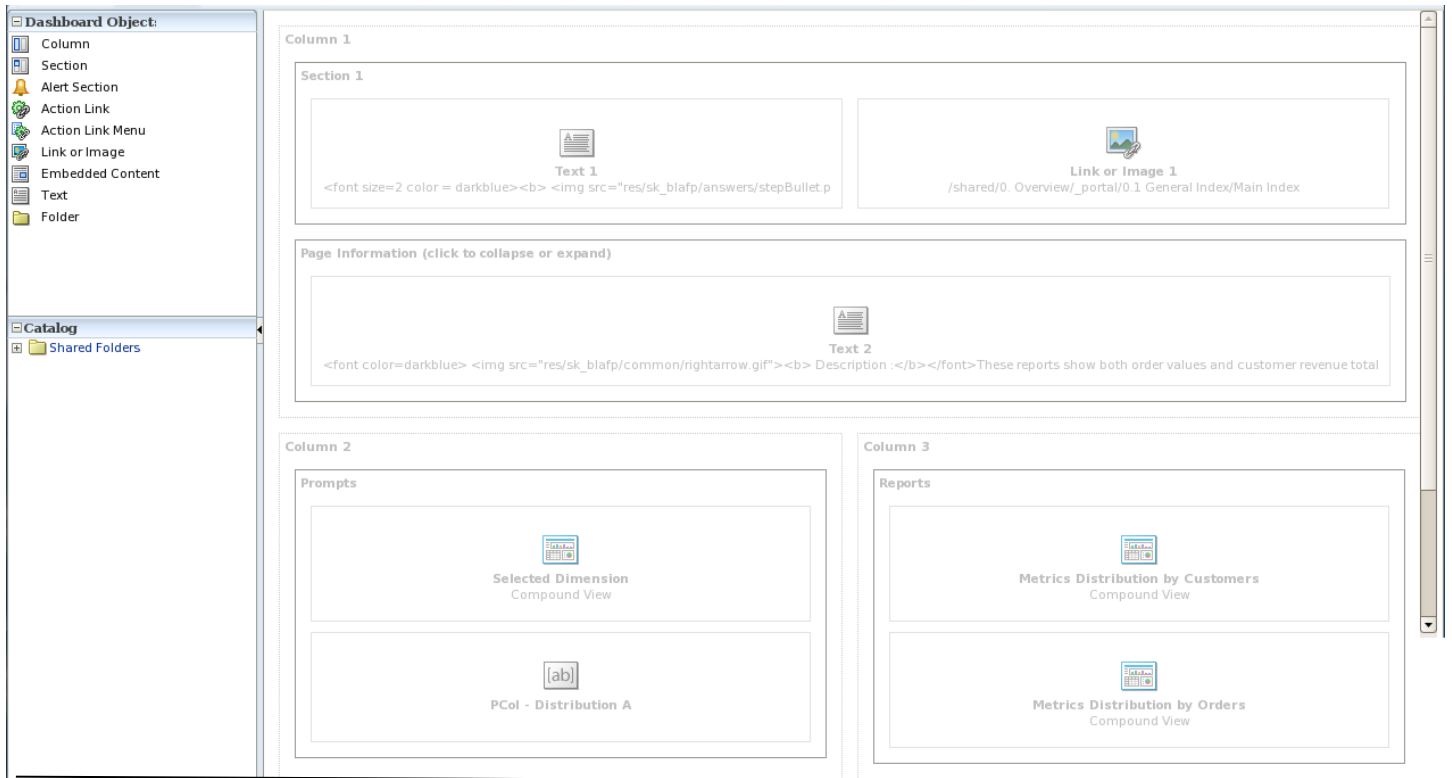 Dashboard Object:
Column
Section
Alert Section
Action Link
Action Link Menu
Link or Image
Embedded Content
Text
Folder
Catalog
Shared Folders
Column 1
Section 1
Text 1
<font size=2 color = darkblue><b> <img src="res/sk_blafp/answers/stepBullet.p
Link or Image 1
/shared/0. Overview/_portal/0.1 General Index/Main Index
Page Information (click to collapse or expand)
Text 2
<font color=darkblue> <img src="res/sk_blafp/common/rightarrow.gif"><b> Description :</b></font>These reports show both order values and customer revenue total
Column 2
Prompts
Selected Dimension
Compound View
[ab]
PCol - Distribution A
Column 3
Reports
Metrics Distribution by Customers
Compound View
Metrics Distribution by Orders
Compound View